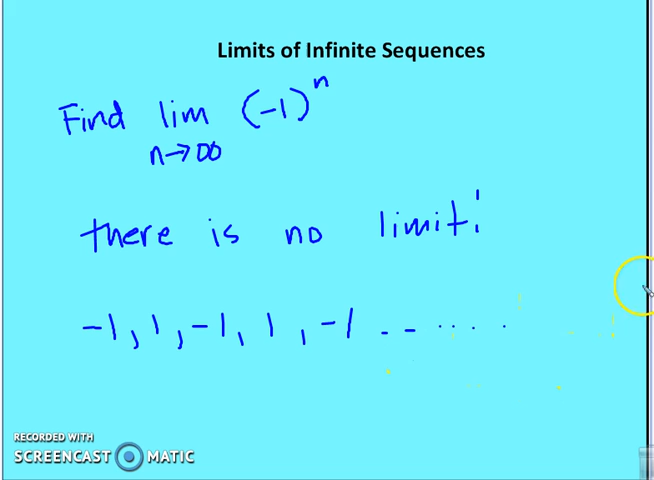 Limits of Infinite Sequences
Find lim (-1)^n
n→∞
there is no limit!
-1, 1, -1, 1, -1 . - . . . .
RECORDED WITH
SCREENCAST MATIC